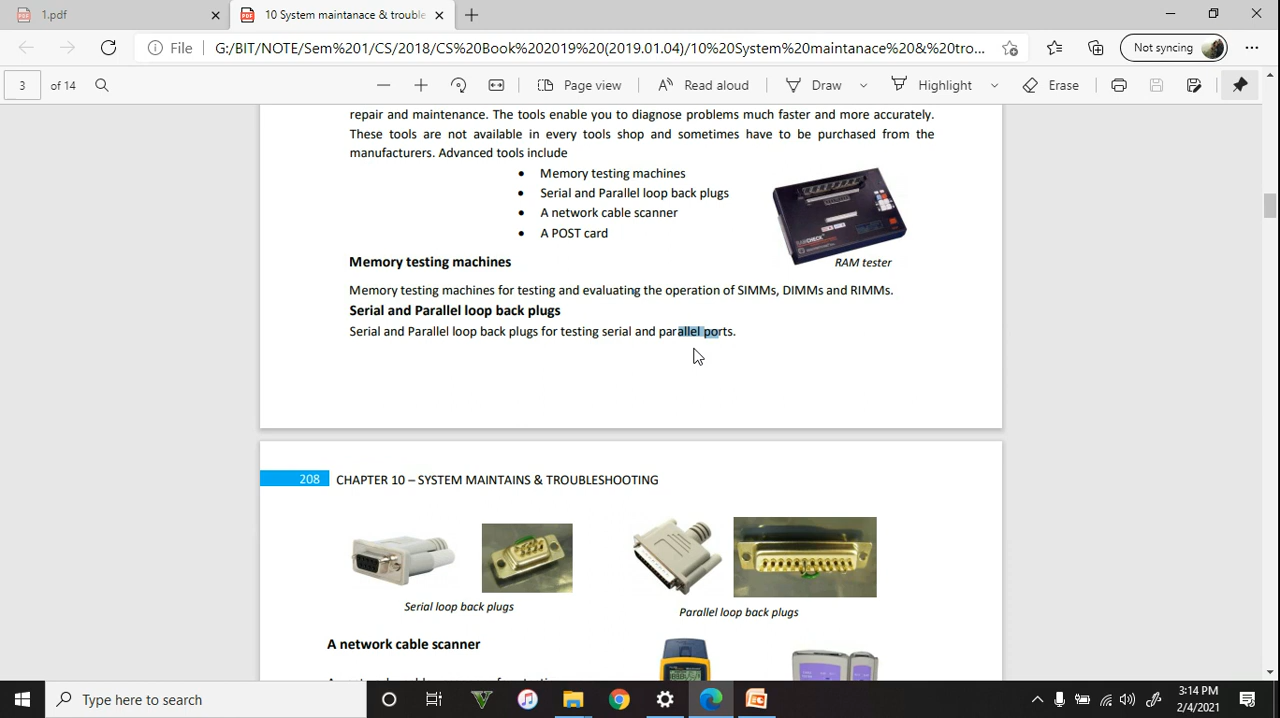 1.pdf
10 System maintanace & trouble
File
G:/BIT/NOTE/Sem%201/CS/2018/CS%20Book%202019%20(2019.01.04)/10%20System%20maintanace%20&%20tro...
Not syncing
3 of 14
Page view
Read aloud
Draw
Highlight
Erase
repair and maintenance. The tools enable you to diagnose problems much faster and more accurately.
These tools are not available in every tools shop and sometimes have to be purchased from the
manufacturers. Advanced tools include
• Memory testing machines
• Serial and Parallel loop back plugs
• A network cable scanner
• A POST card
RAM tester
Memory testing machines
Memory testing machines for testing and evaluating the operation of SIMMs, DIMMs and RIMMs.
Serial and Parallel loop back plugs
Serial and Parallel loop back plugs for testing serial and parallel ports.
208 CHAPTER 10 – SYSTEM MAINTAINS & TROUBLESHOOTING
Serial loop back plugs
Parallel loop back plugs
A network cable scanner
Type here to search
3:14 PM
2/4/2021